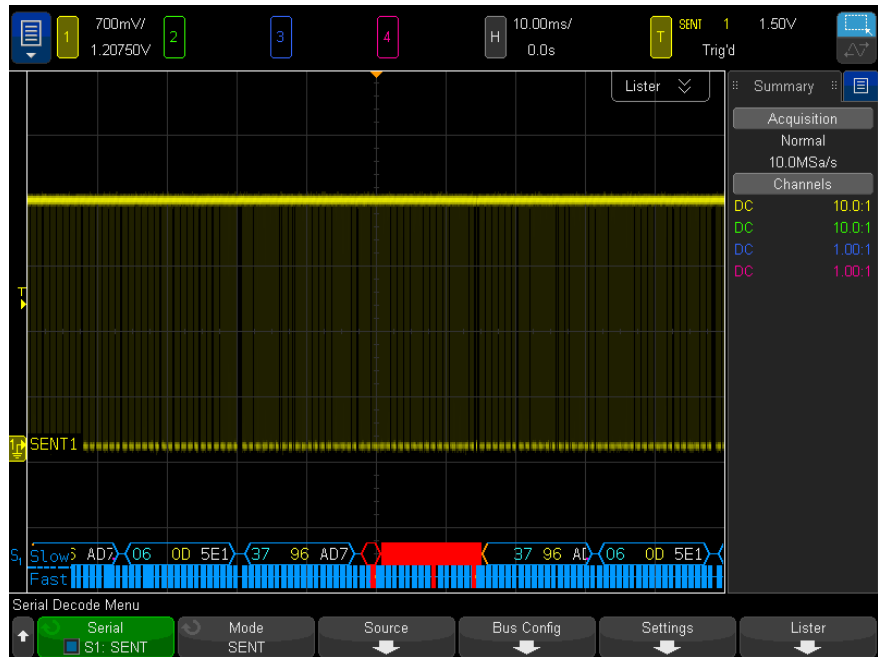 700mV/
1
1.20750V
2
3
4
H
10.00ms/
0.0s
T
SENT 1 1.50V
Trig'd
Lister
Summary
Acquisition
Normal
10.0MSa/s
Channels
DC 10.0:1
DC 10.0:1
DC 1.00:1
DC 1.00:1
T
1
SENT1
S1
Slow AD7 06 0D 5E1 37 96 AD7 37 96 AD 06 0D 5E1
Fast
Serial Decode Menu
Serial
S1: SENT
Mode
SENT
Source
Bus Config
Settings
Lister